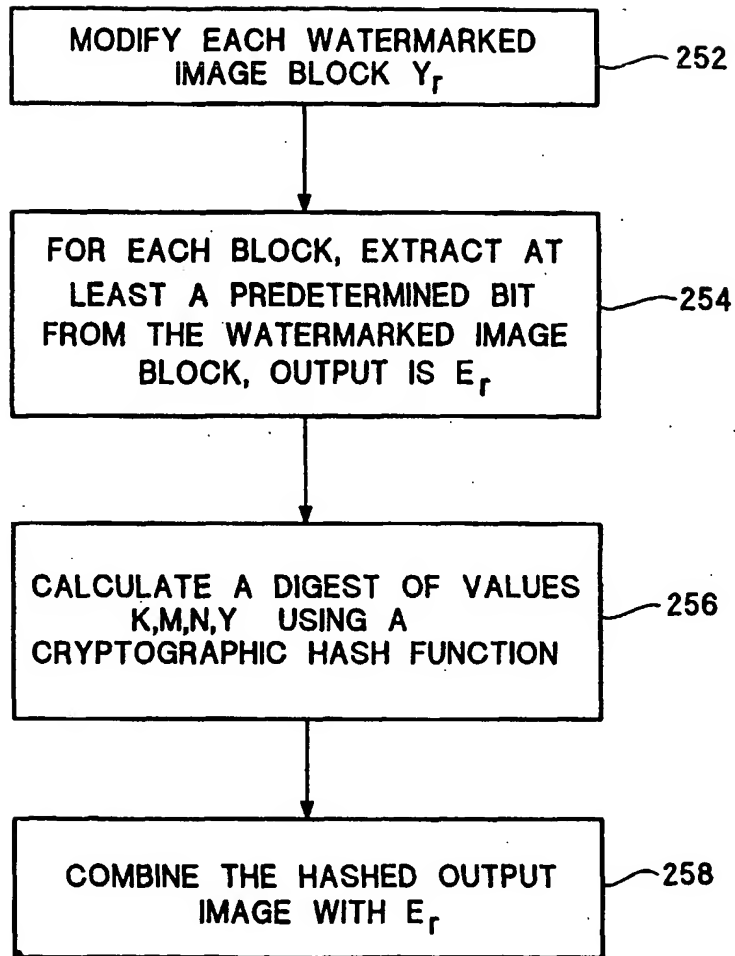 MODIFY EACH WATERMARKED
IMAGE BLOCK Yr
252
FOR EACH BLOCK, EXTRACT AT
LEAST A PREDETERMINED BIT
FROM THE WATERMARKED IMAGE
BLOCK, OUTPUT IS Er
254
CALCULATE A DIGEST OF VALUES
K,M,N,Y USING A
CRYPTOGRAPHIC HASH FUNCTION
256
COMBINE THE HASHED OUTPUT
IMAGE WITH Er
258